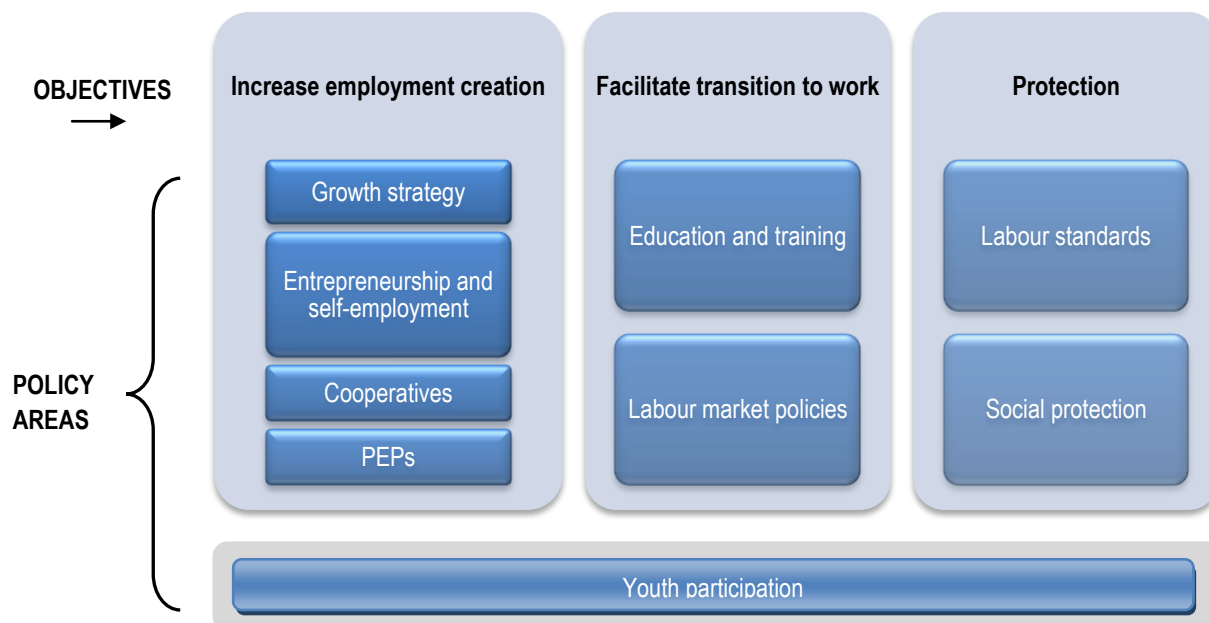 OBJECTIVES
Increase employment creation
Facilitate transition to work
Protection
POLICY
AREAS
Growth strategy
Entrepreneurship and
self-employment
Cooperatives
PEPs
Education and training
Labour market policies
Labour standards
Social protection
Youth participation